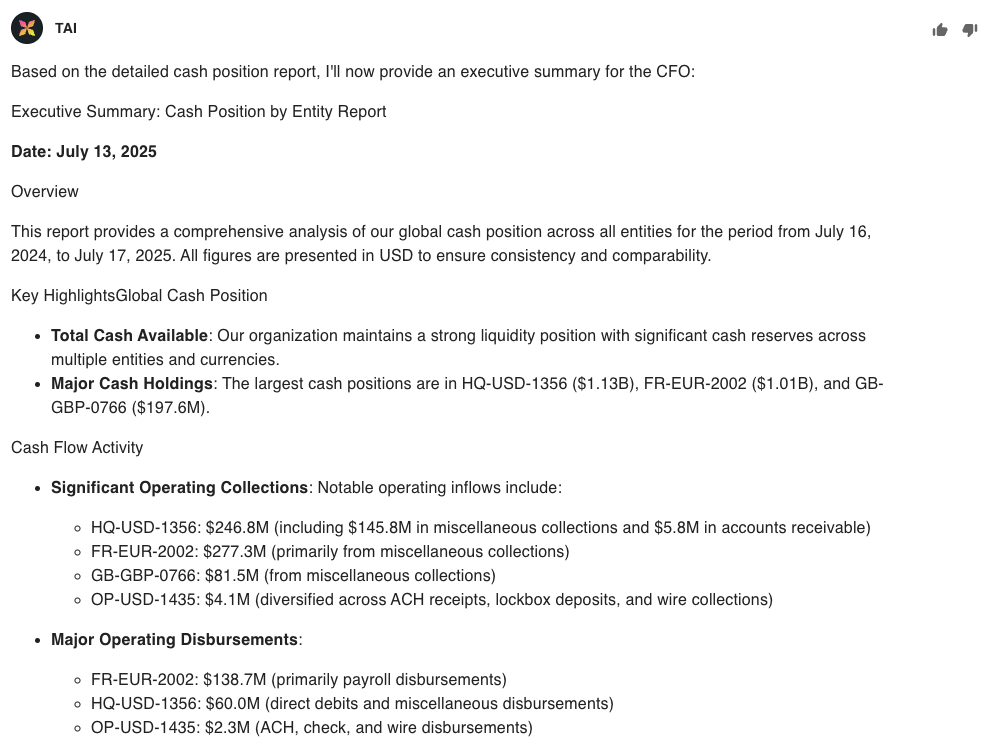 TAI
Based on the detailed cash position report, I'll now provide an executive summary for the CFO:
Executive Summary: Cash Position by Entity Report
Date: July 13, 2025
Overview
This report provides a comprehensive analysis of our global cash position across all entities for the period from July 16,
2024, to July 17, 2025. All figures are presented in USD to ensure consistency and comparability.
Key HighlightsGlobal Cash Position
• Total Cash Available: Our organization maintains a strong liquidity position with significant cash reserves across
multiple entities and currencies.
• Major Cash Holdings: The largest cash positions are in HQ-USD-1356 ($1.13B), FR-EUR-2002 ($1.01B), and GB-
GBP-0766 ($197.6M).
Cash Flow Activity
• Significant Operating Collections: Notable operating inflows include:
◦ HQ-USD-1356: $246.8M (including $145.8M in miscellaneous collections and $5.8M in accounts receivable)
◦ FR-EUR-2002: $277.3M (primarily from miscellaneous collections)
◦ GB-GBP-0766: $81.5M (from miscellaneous collections)
◦ OP-USD-1435: $4.1M (diversified across ACH receipts, lockbox deposits, and wire collections)
• Major Operating Disbursements:
◦ FR-EUR-2002: $138.7M (primarily payroll disbursements)
◦ HQ-USD-1356: $60.0M (direct debits and miscellaneous disbursements)
◦ OP-USD-1435: $2.3M (ACH, check, and wire disbursements)